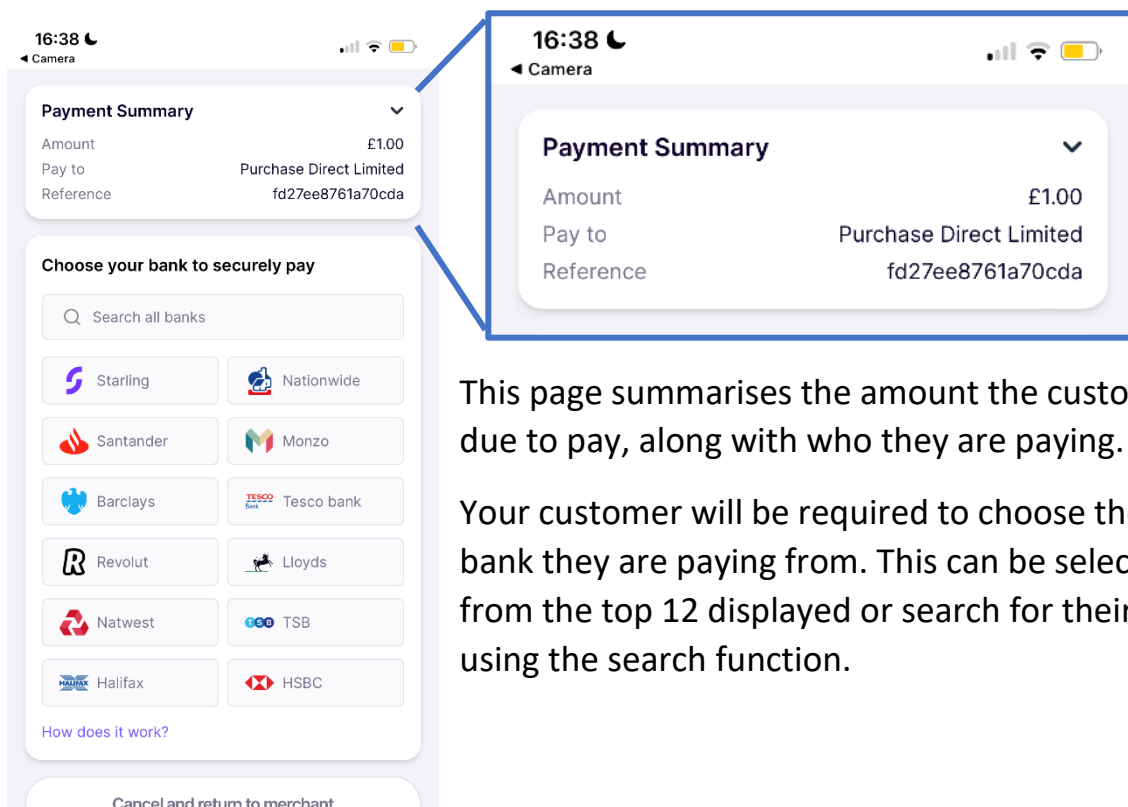 16:38
◀ Camera
Payment Summary
Amount £1.00
Pay to Purchase Direct Limited
Reference fd27ee8761a70cda
Choose your bank to securely pay
Search all banks
Starling
Nationwide
Santander
Monzo
Barclays
TESCO Bank Tesco bank
Revolut
Lloyds
Natwest
TSB TSB
HALIFAX Halifax
HSBC
How does it work?
Cancel and return to merchant
16:38
◀ Camera
Payment Summary
Amount £1.00
Pay to Purchase Direct Limited
Reference fd27ee8761a70cda
This page summarises the amount the custo
due to pay, along with who they are paying.
Your customer will be required to choose the
bank they are paying from. This can be selec
from the top 12 displayed or search for their
using the search function.